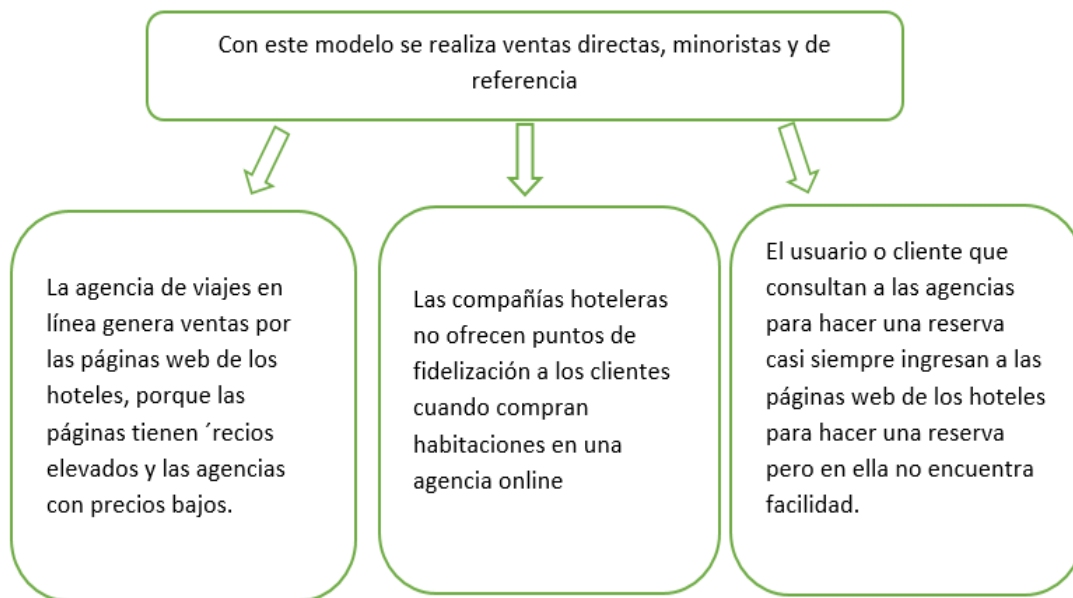 Con este modelo se realiza ventas directas, minoristas y de
referencia
La agencia de viajes en
línea genera ventas por
las páginas web de los
hoteles, porque las
páginas tienen ´recios
elevados y las agencias
con precios bajos.
Las compañías hoteleras
no ofrecen puntos de
fidelización a los clientes
cuando compran
habitaciones en una
agencia online
El usuario o cliente que
consultan a las agencias
para hacer una reserva
casi siempre ingresan a las
páginas web de los hoteles
para hacer una reserva
pero en ella no encuentra
facilidad.